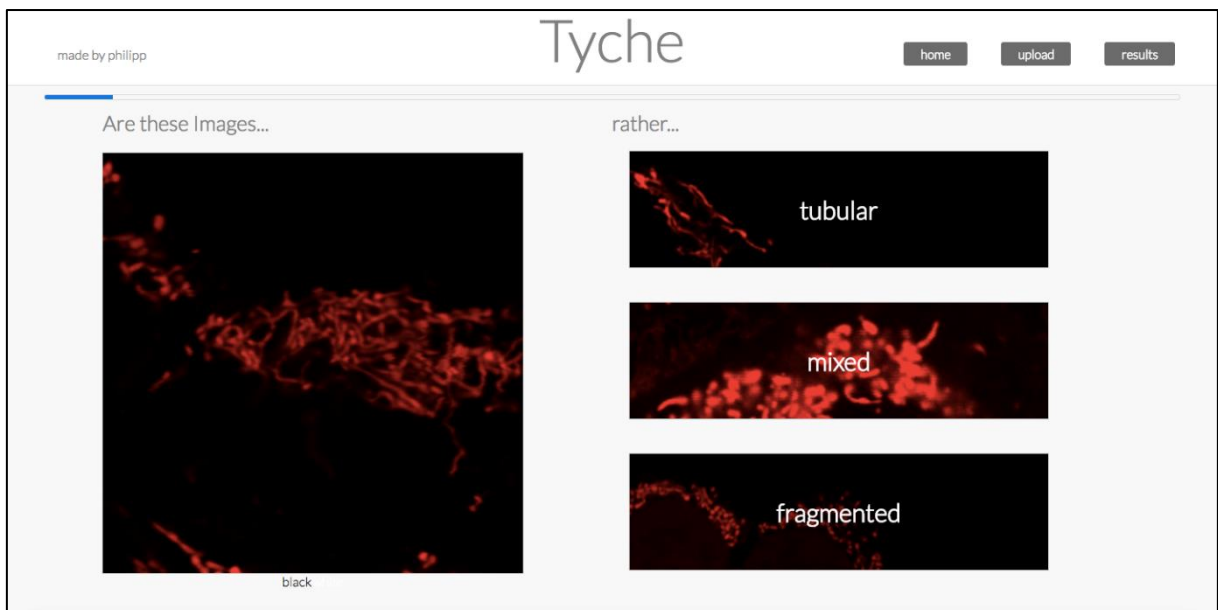 made by philipp
Tyche
home
upload
results
Are these Images...
rather...
tubular
mixed
fragmented
black